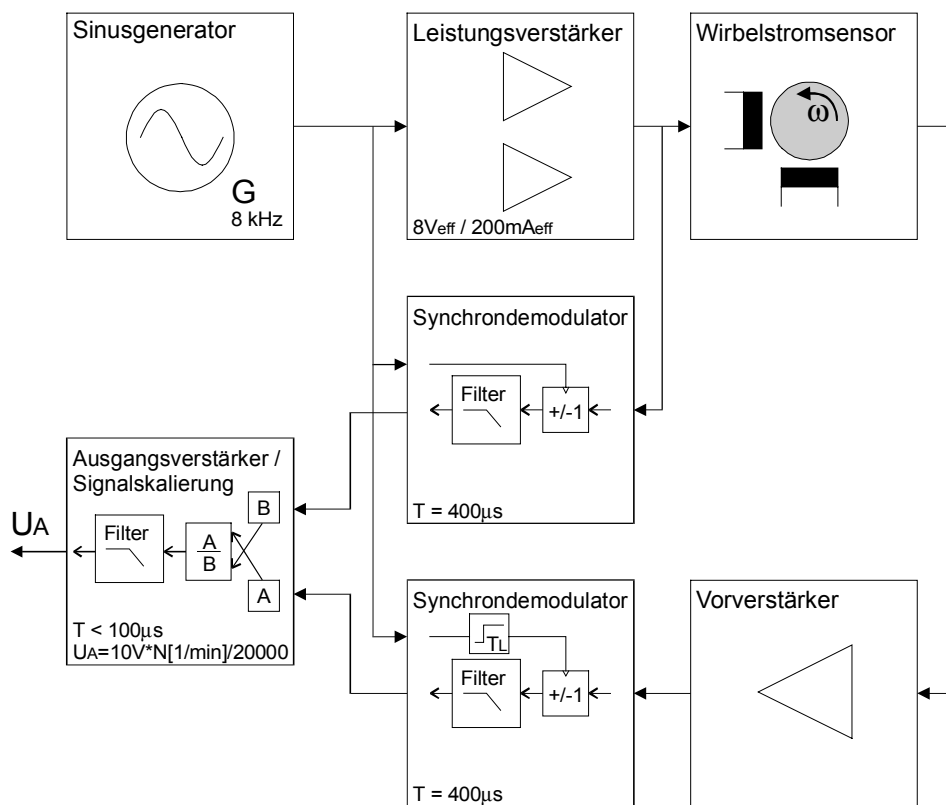 Sinusgenerator
G
8 kHz
Leistungsverstärker
8Veff / 200mAeff
Wirbelstromsensor
ω
Synchrondemodulator
Filter
+/-1
T = 400µs
Ausgangsverstärker /
Signalskalierung
B
Filter
A
B
A
T < 100µs
UA=10V*N[1/min]/20000
UA
Synchrondemodulator
TL
Filter
+/-1
T = 400µs
Vorverstärker